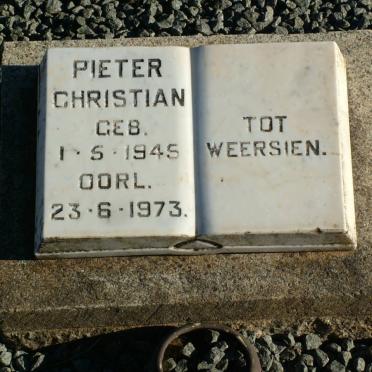 PIETER
CHRISTIAN
GEB.
1·5·1945
OORL.
23·6·1973.
TOT
WEERSIEN.